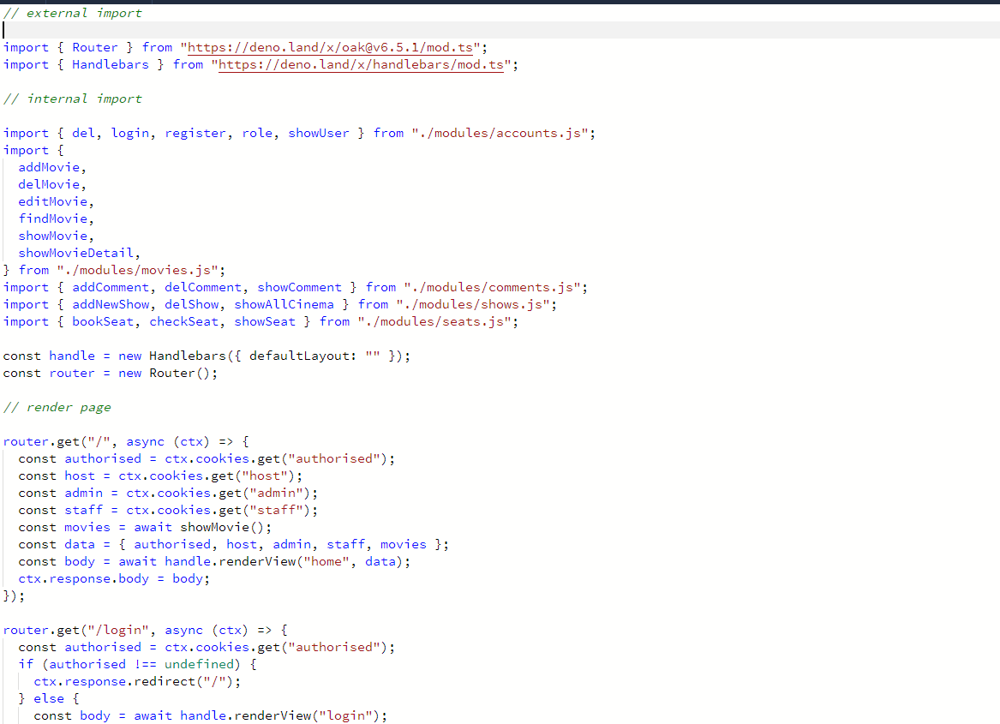 // external import
import { Router } from "https://deno.land/x/oak@v6.5.1/mod.ts";
import { Handlebars } from "https://deno.land/x/handlebars/mod.ts";
// internal import
import { del, login, register, role, showUser } from "./modules/accounts.js";
import {
  addMovie,
  delMovie,
  editMovie,
  findMovie,
  showMovie,
  showMovieDetail,
} from "./modules/movies.js";
import { addComment, delComment, showComment } from "./modules/comments.js";
import { addNewShow, delShow, showAllCinema } from "./modules/shows.js";
import { bookSeat, checkSeat, showSeat } from "./modules/seats.js";
const handle = new Handlebars({ defaultLayout: "" });
const router = new Router();
// render page
router.get("/", async (ctx) => {
  const authorised = ctx.cookies.get("authorised");
  const host = ctx.cookies.get("host");
  const admin = ctx.cookies.get("admin");
  const staff = ctx.cookies.get("staff");
  const movies = await showMovie();
  const data = { authorised, host, admin, staff, movies };
  const body = await handle.renderView("home", data);
  ctx.response.body = body;
});
router.get("/login", async (ctx) => {
  const authorised = ctx.cookies.get("authorised");
  if (authorised !== undefined) {
    ctx.response.redirect("/");
  } else {
    const body = await handle.renderView("login");